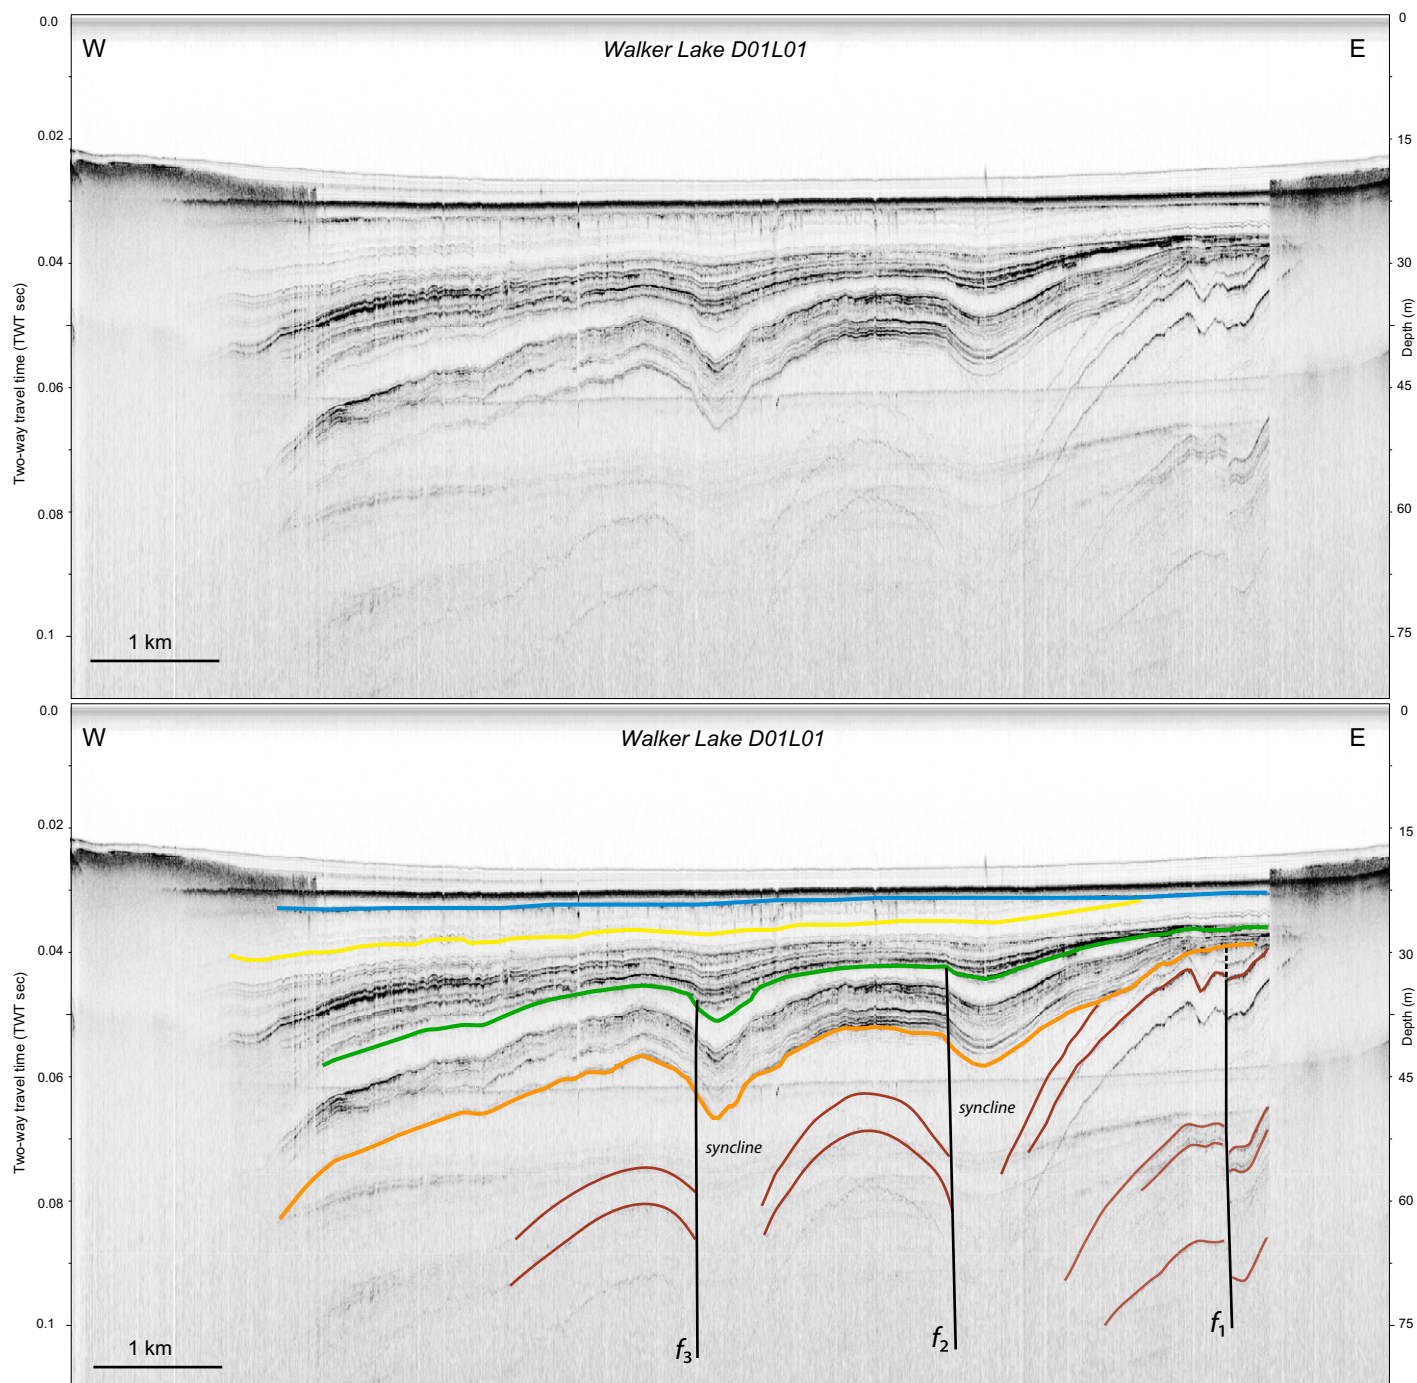 0.0
0
W
Walker Lake D01L01
E
0.02
15
0.04
30
Two-way travel time (TWT sec)
Depth (m)
0.06
45
0.08
60
0.1
75
1 km
0.0
0
W
Walker Lake D01L01
E
0.02
15
0.04
30
Two-way travel time (TWT sec)
Depth (m)
0.06
45
syncline
syncline
0.08
60
0.1
75
1 km
f3
f2
f1